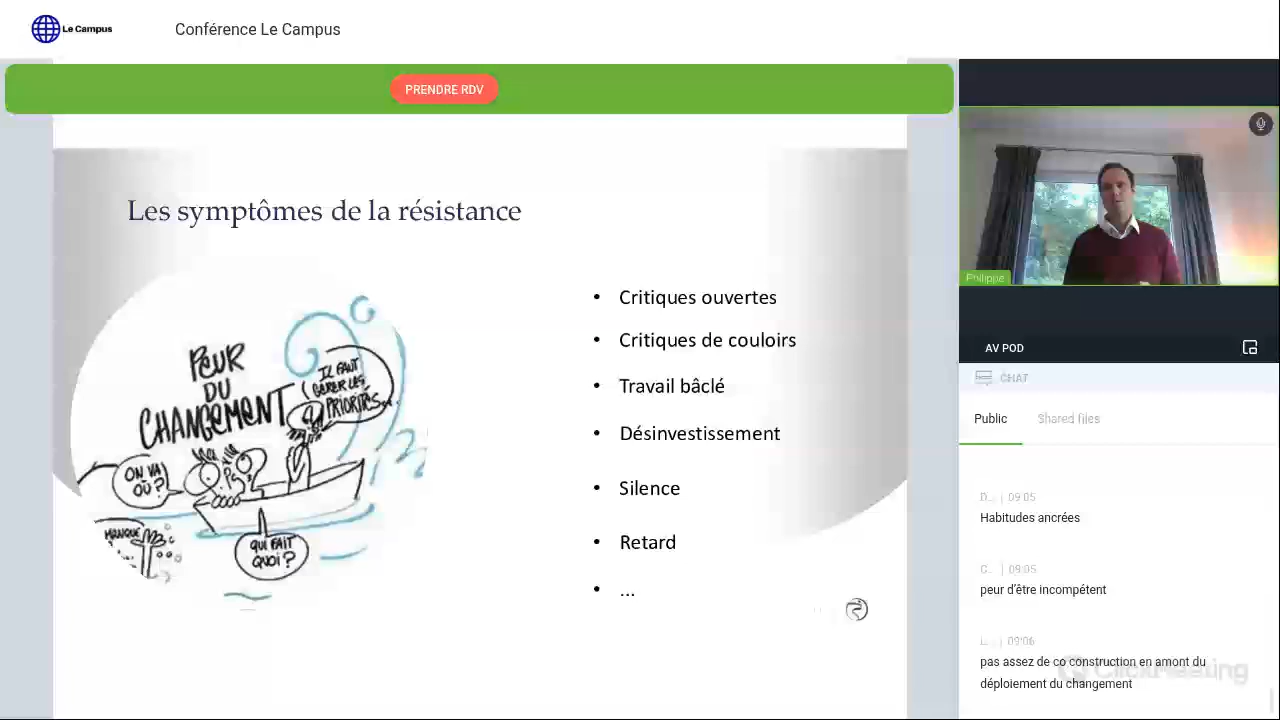 Le Campus
Conférence Le Campus
PRENDRE RDV
Les symptômes de la résistance
PEUR
DU
CHANGEMENT
IL FAUT
GERER LES
PRIORITÉS...
ON VA
OÙ ?
MANQUE
QUI FAIT
QUOI ?
• Critiques ouvertes
• Critiques de couloirs
• Travail bâclé
• Désinvestissement
• Silence
• Retard
• ...
Philippe
AV POD
CHAT
Public
Shared files
D... | 09:05
Habitudes ancrées
C... | 09:05
peur d'être incompétent
L... | 09:06
pas assez de co construction en amont du
déploiement du changement
ClickMeeting